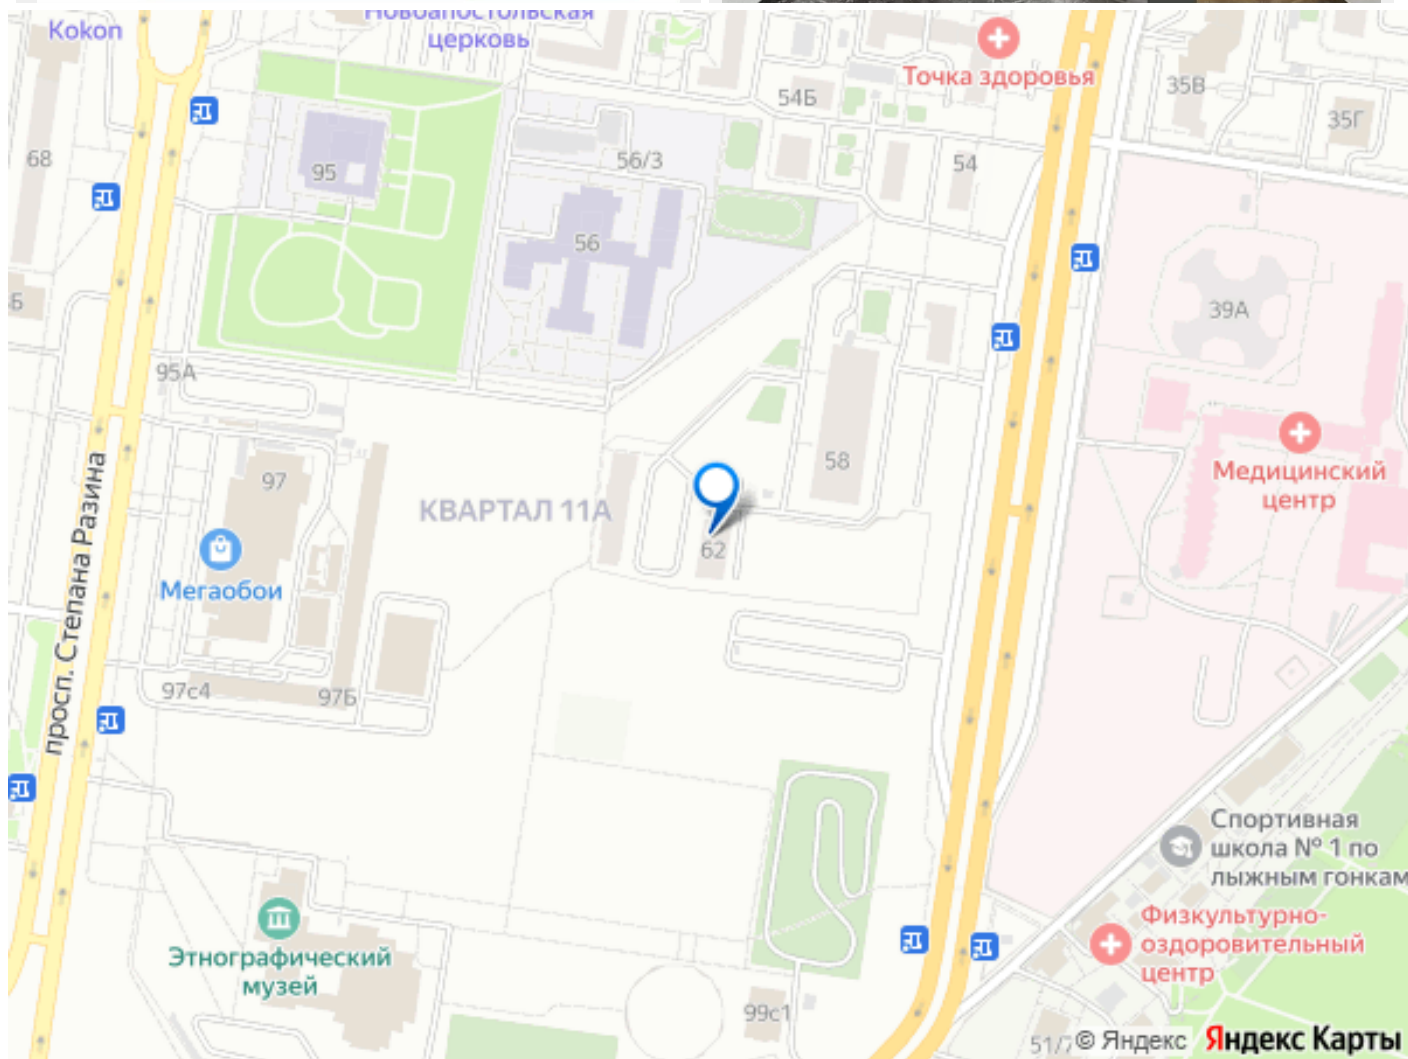 Новоапостольская
церковь
Kokon
Точка здоровья
35В
54Б
35Г
68
95
56/3
54
56
39А
95А
58
Медицинский
центр
97
КВАРТАЛ 11А
62
Мегаобои
просп. Степана Разина
97с4
97Б
Спортивная
школа № 1 по
лыжным гонкам
Физкультурно-
оздоровительный
центр
Этнографический
музей
99с1
© Яндекс Яндекс Карты